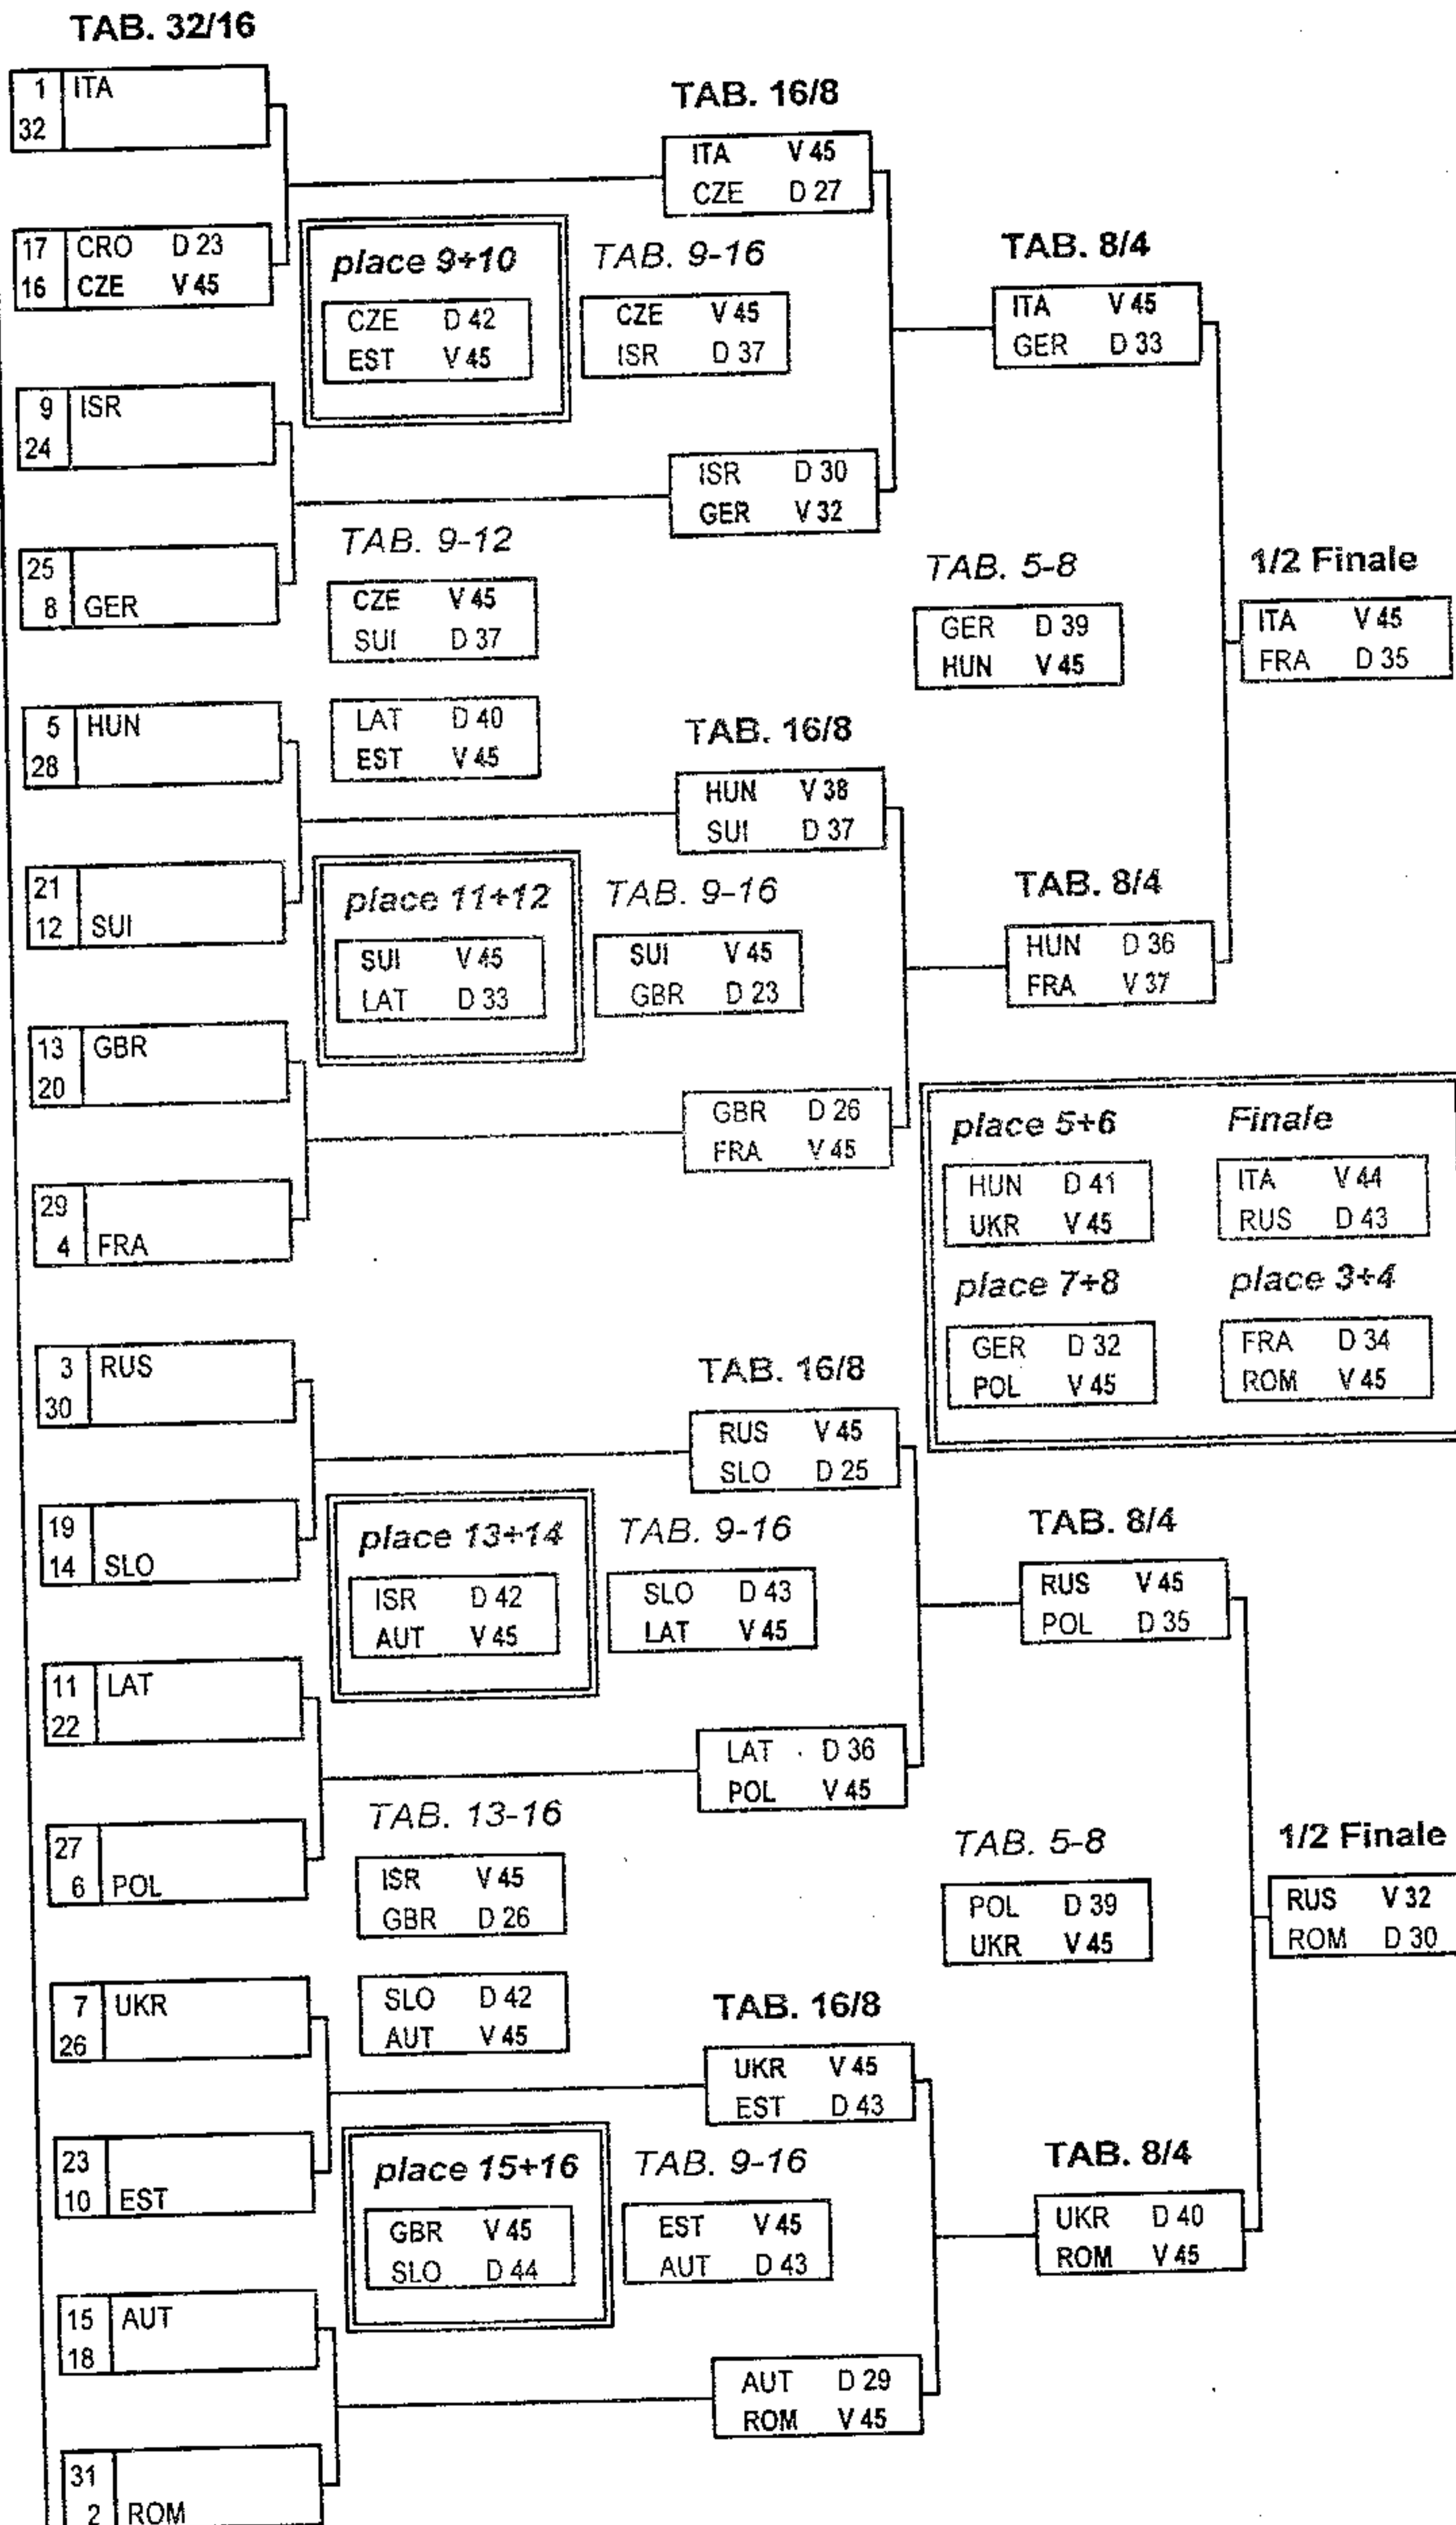 TAB. 32/16
1 ITA
32
17 CRO D 23
16 CZE V 45
9 ISR
24
25
8 GER
5 HUN
28
21
12 SUI
13 GBR
20
29
4 FRA
3 RUS
30
19
14 SLO
11 LAT
22
27
6 POL
7 UKR
26
23
10 EST
15 AUT
18
31
2 ROM
place 9+10
CZE D 42
EST V 45
TAB. 9-12
CZE V 45
SUI D 37
LAT D 40
EST V 45
place 11+12
SUI V 45
LAT D 33
place 13+14
ISR D 42
AUT V 45
TAB. 13-16
ISR V 45
GBR D 26
SLO D 42
AUT V 45
place 15+16
GBR V 45
SLO D 44
TAB. 16/8
ITA V 45
CZE D 27
TAB. 9-16
CZE V 45
ISR D 37
ISR D 30
GER V 32
TAB. 16/8
HUN V 38
SUI D 37
TAB. 9-16
SUI V 45
GBR D 23
GBR D 26
FRA V 45
TAB. 16/8
RUS V 45
SLO D 25
TAB. 9-16
SLO D 43
LAT V 45
LAT D 36
POL V 45
TAB. 16/8
UKR V 45
EST D 43
TAB. 9-16
EST V 45
AUT D 43
AUT D 29
ROM V 45
TAB. 8/4
ITA V 45
GER D 33
TAB. 5-8
GER D 39
HUN V 45
TAB. 8/4
HUN D 36
FRA V 37
1/2 Finale
ITA V 45
FRA D 35
place 5+6
HUN D 41
UKR V 45
Finale
ITA V 44
RUS D 43
place 7+8
GER D 32
POL V 45
place 3+4
FRA D 34
ROM V 45
TAB. 8/4
RUS V 45
POL D 35
TAB. 5-8
POL D 39
UKR V 45
TAB. 8/4
UKR D 40
ROM V 45
1/2 Finale
RUS V 32
ROM D 30